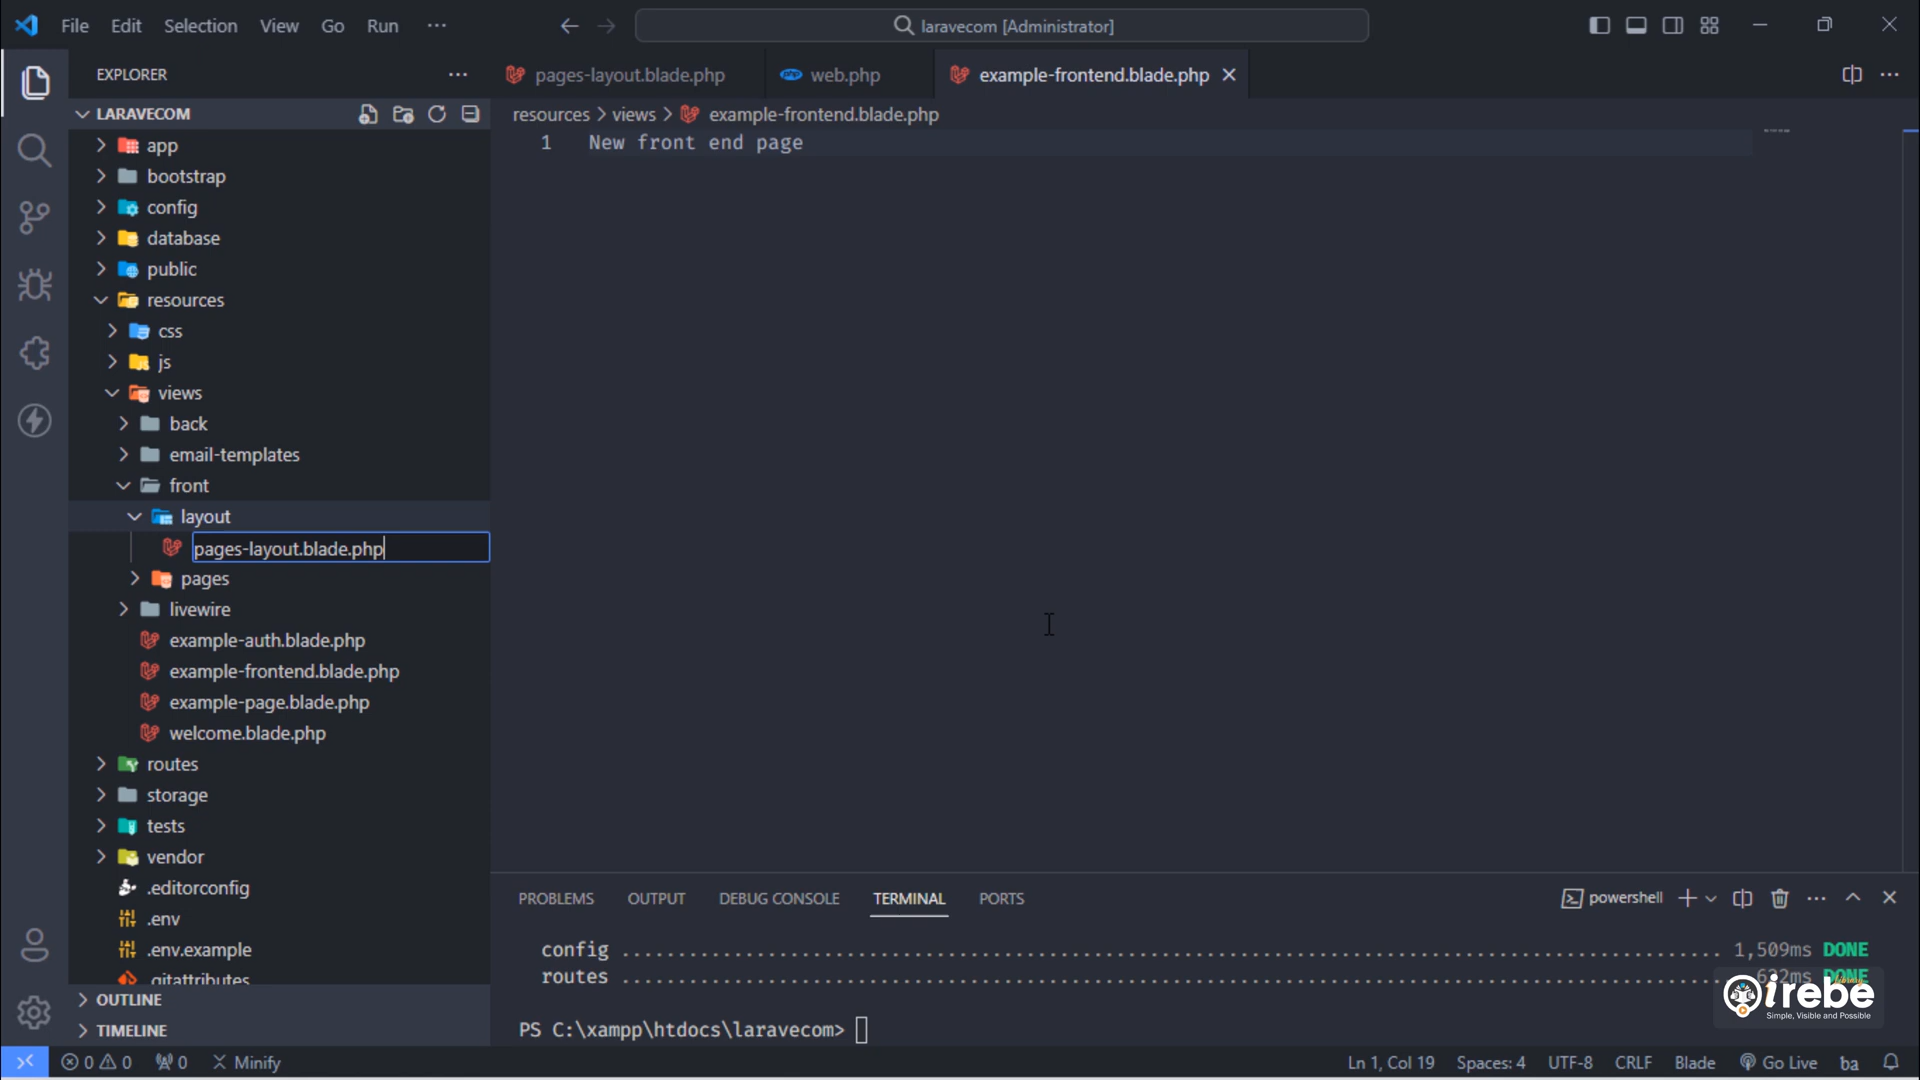 File Edit Selection View Go Run ···
laravecom [Administrator]
EXPLORER
pages-layout.blade.php
web.php
example-frontend.blade.php
LARAVECOM
resources > views > example-frontend.blade.php
1 New front end page
app
bootstrap
config
database
public
resources
css
js
views
back
email-templates
front
layout
pages-layout.blade.php
pages
livewire
example-auth.blade.php
example-frontend.blade.php
example-page.blade.php
welcome.blade.php
routes
storage
tests
vendor
.editorconfig
.env
.env.example
.gitattributes
OUTLINE
TIMELINE
PROBLEMS OUTPUT DEBUG CONSOLE TERMINAL PORTS
powershell
config ........................................ 1,509ms DONE
routes ........................................ 632ms DONE
PS C:\xampp\htdocs\laravecom>
irebe
Simple, Visible and Possible
0 0 0 Minify
Ln 1, Col 19 Spaces: 4 UTF-8 CRLF Blade Go Live ba